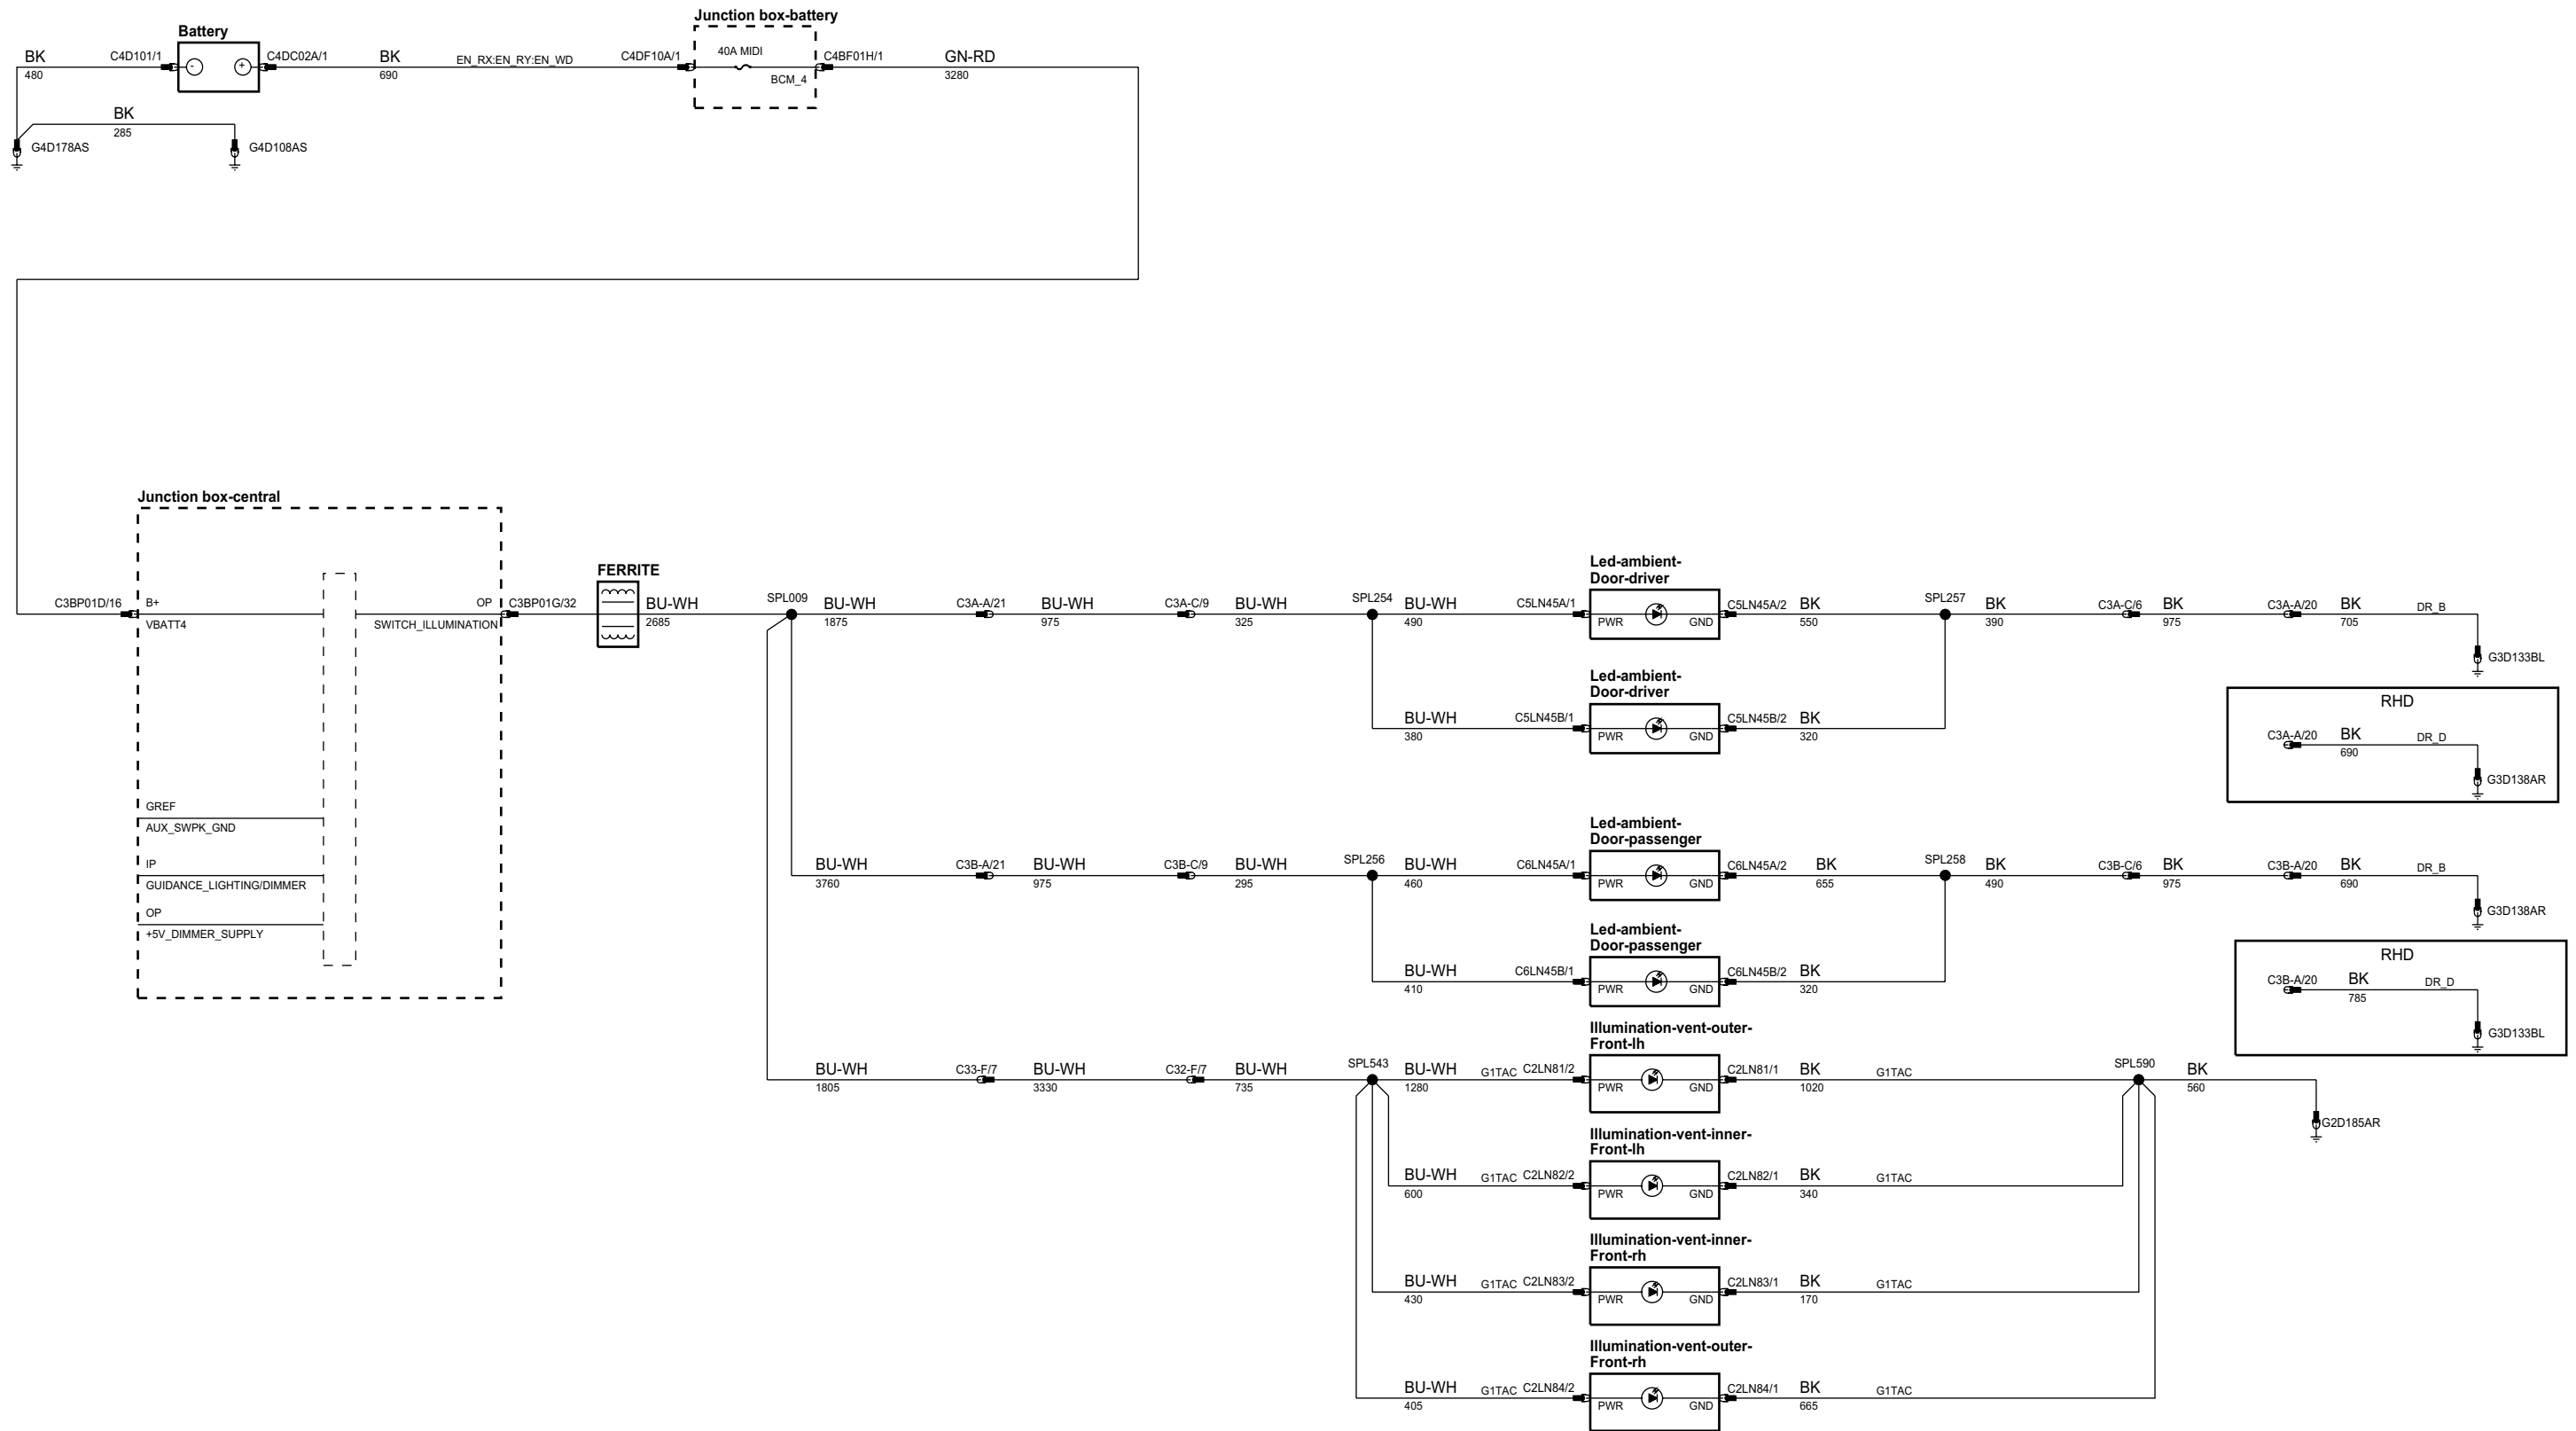 Junction box-battery
Battery
BK
480
C4D101/1
-
+
C4DC02A/1
BK
690
EN_RX:EN_RY:EN_WD
C4DF10A/1
40A MIDI
BCM_4
C4BF01H/1
GN-RD
3280
BK
285
G4D178AS
G4D108AS
Junction box-central
C3BP01D/16
B+
VBATT4
OP
SWITCH_ILLUMINATION
C3BP01G/32
GREF
AUX_SWPK_GND
IP
GUIDANCE_LIGHTING/DIMMER
OP
+5V_DIMMER_SUPPLY
FERRITE
BU-WH
2685
SPL009
BU-WH
1875
C3A-A/21
BU-WH
975
C3A-C/9
BU-WH
325
SPL254
BU-WH
490
C5LN45A/1
Led-ambient-
Door-driver
PWR
GND
C5LN45A/2
BK
550
SPL257
BK
390
C3A-C/6
BK
975
C3A-A/20
BK
705
DR_B
G3D133BL
Led-ambient-
Door-driver
BU-WH
380
C5LN45B/1
PWR
GND
C5LN45B/2
BK
320
RHD
C3A-A/20
BK
690
DR_D
G3D138AR
Led-ambient-
Door-passenger
BU-WH
3760
C3B-A/21
BU-WH
975
C3B-C/9
BU-WH
295
SPL256
BU-WH
460
C6LN45A/1
PWR
GND
C6LN45A/2
BK
655
SPL258
BK
490
C3B-C/6
BK
975
C3B-A/20
BK
690
DR_B
G3D138AR
Led-ambient-
Door-passenger
BU-WH
410
C6LN45B/1
PWR
GND
C6LN45B/2
BK
320
RHD
C3B-A/20
BK
785
DR_D
G3D133BL
Illumination-vent-outer-
Front-lh
BU-WH
1805
C33-F/7
BU-WH
3330
C32-F/7
BU-WH
735
SPL543
BU-WH
1280
G1TAC
C2LN81/2
PWR
GND
C2LN81/1
BK
1020
G1TAC
SPL590
BK
560
G2D185AR
Illumination-vent-inner-
Front-lh
BU-WH
600
G1TAC
C2LN82/2
PWR
GND
C2LN82/1
BK
340
G1TAC
Illumination-vent-inner-
Front-rh
BU-WH
430
G1TAC
C2LN83/2
PWR
GND
C2LN83/1
BK
170
G1TAC
Illumination-vent-outer-
Front-rh
BU-WH
405
G1TAC
C2LN84/2
PWR
GND
C2LN84/1
BK
665
G1TAC